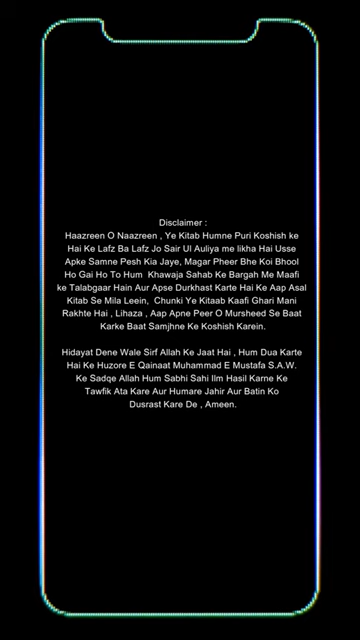 Disclaimer :
Haazreen O Naazreen , Ye Kitab Humne Puri Koshish ke
Hai Ke Lafz Ba Lafz Jo Sair Ul Auliya me likha Hai Usse
Apke Samne Pesh Kia Jaye, Magar Pheer Bhe Koi Bhool
Ho Gai Ho To Hum Khawaja Sahab Ke Bargah Me Maafi
ke Talabgaar Hain Aur Apse Durkhast Karte Hai Ke Aap Asal
Kitab Se Mila Leein, Chunki Ye Kitaab Kaafi Ghari Mani
Rakhte Hai , Lihaza , Aap Apne Peer O Mursheed Se Baat
Karke Baat Samjhne Ke Koshish Karein.
Hidayat Dene Wale Sirf Allah Ke Jaat Hai , Hum Dua Karte
Hai Ke Huzore E Qainaat Muhammad E Mustafa S.A.W.
Ke Sadqe Allah Hum Sabhi Sahi Ilm Hasil Karne Ke
Tawfik Ata Kare Aur Humare Jahir Aur Batin Ko
Dusrast Kare De , Ameen.